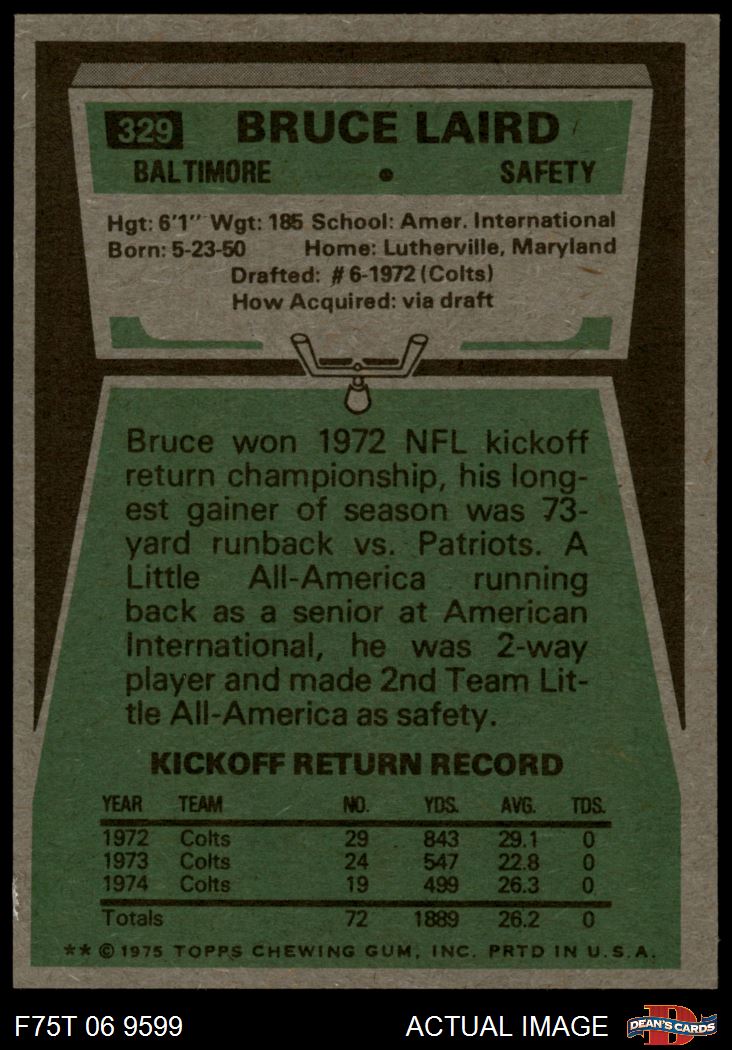 329 BRUCE LAIRD
BALTIMORE • SAFETY
Hgt: 6'1" Wgt: 185 School: Amer. International
Born: 5-23-50 Home: Lutherville, Maryland
Drafted: #6-1972 (Colts)
How Acquired: via draft
Bruce won 1972 NFL kickoff
return championship, his long-
est gainer of season was 73-
yard runback vs. Patriots. A
Little All-America running
back as a senior at American
International, he was 2-way
player and made 2nd Team Lit-
tle All-America as safety.
KICKOFF RETURN RECORD
YEAR TEAM NO. YDS. AVG. TDS.
1972 Colts 29 843 29.1 0
1973 Colts 24 547 22.8 0
1974 Colts 19 499 26.3 0
Totals 72 1889 26.2 0
** © 1975 TOPPS CHEWING GUM, INC. PRTD IN U.S.A.
F75T 06 9599 ACTUAL IMAGE D DEAN'S CARDS